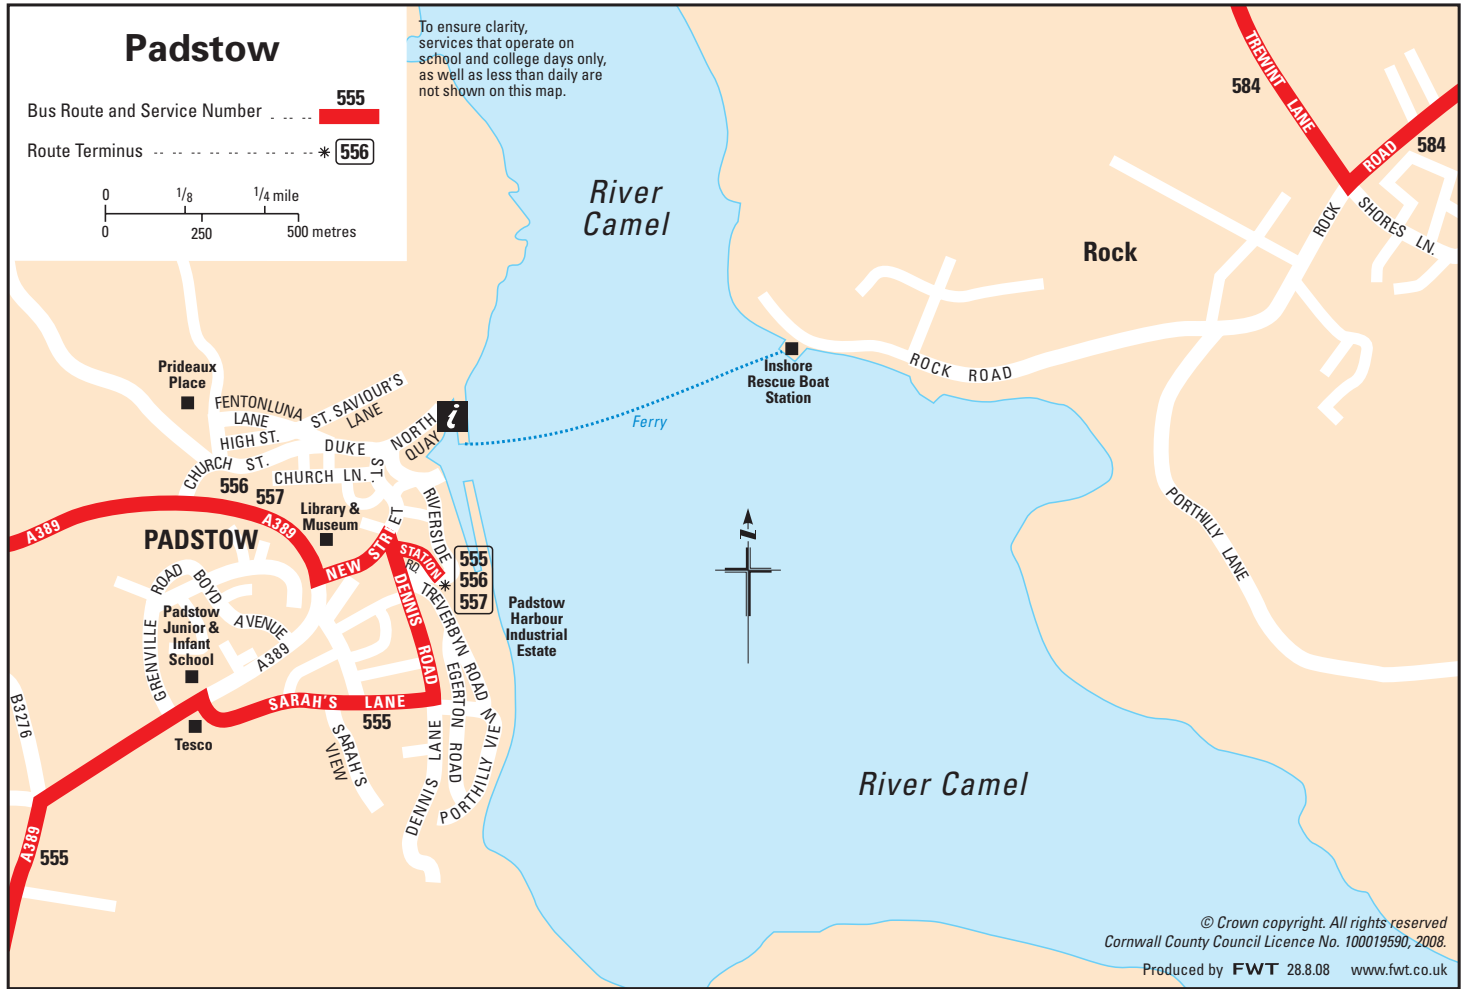 Padstow
Bus Route and Service Number
555
Route Terminus
556
0
1/8
1/4 mile
0
250
500 metres
To ensure clarity,
services that operate on
school and college days only,
as well as less than daily are
not shown on this map.
River
Camel
TREWINT LANE
584
584
ROCK ROAD
SHORES LN.
Rock
Prideaux
Place
FENTONLUNA
LANE
ST. SAVIOUR'S
LANE
HIGH ST.
DUKE ST.
NORTH
QUAY
i
CHURCH ST.
CHURCH LN.
Ferry
Inshore
Rescue Boat
Station
ROCK ROAD
556
557
A389
A389
Library &
Museum
PADSTOW
NEW STREET
RIVERSIDE
STATION
RD.
555
556
557
PORTHILLY LANE
N
GRENVILLE ROAD
BOYD AVENUE
Padstow
Junior &
Infant
School
A389
DENNIS ROAD
TREVERBYN ROAD
Padstow
Harbour
Industrial
Estate
EGERTON ROAD
SARAH'S LANE
555
B3276
Tesco
SARAH'S
VIEW
DENNIS LANE
PORTHILLY VIEW
River Camel
A389
555
© Crown copyright. All rights reserved
Cornwall County Council Licence No. 100019590, 2008.
Produced by FWT 28.8.08 www.fwt.co.uk